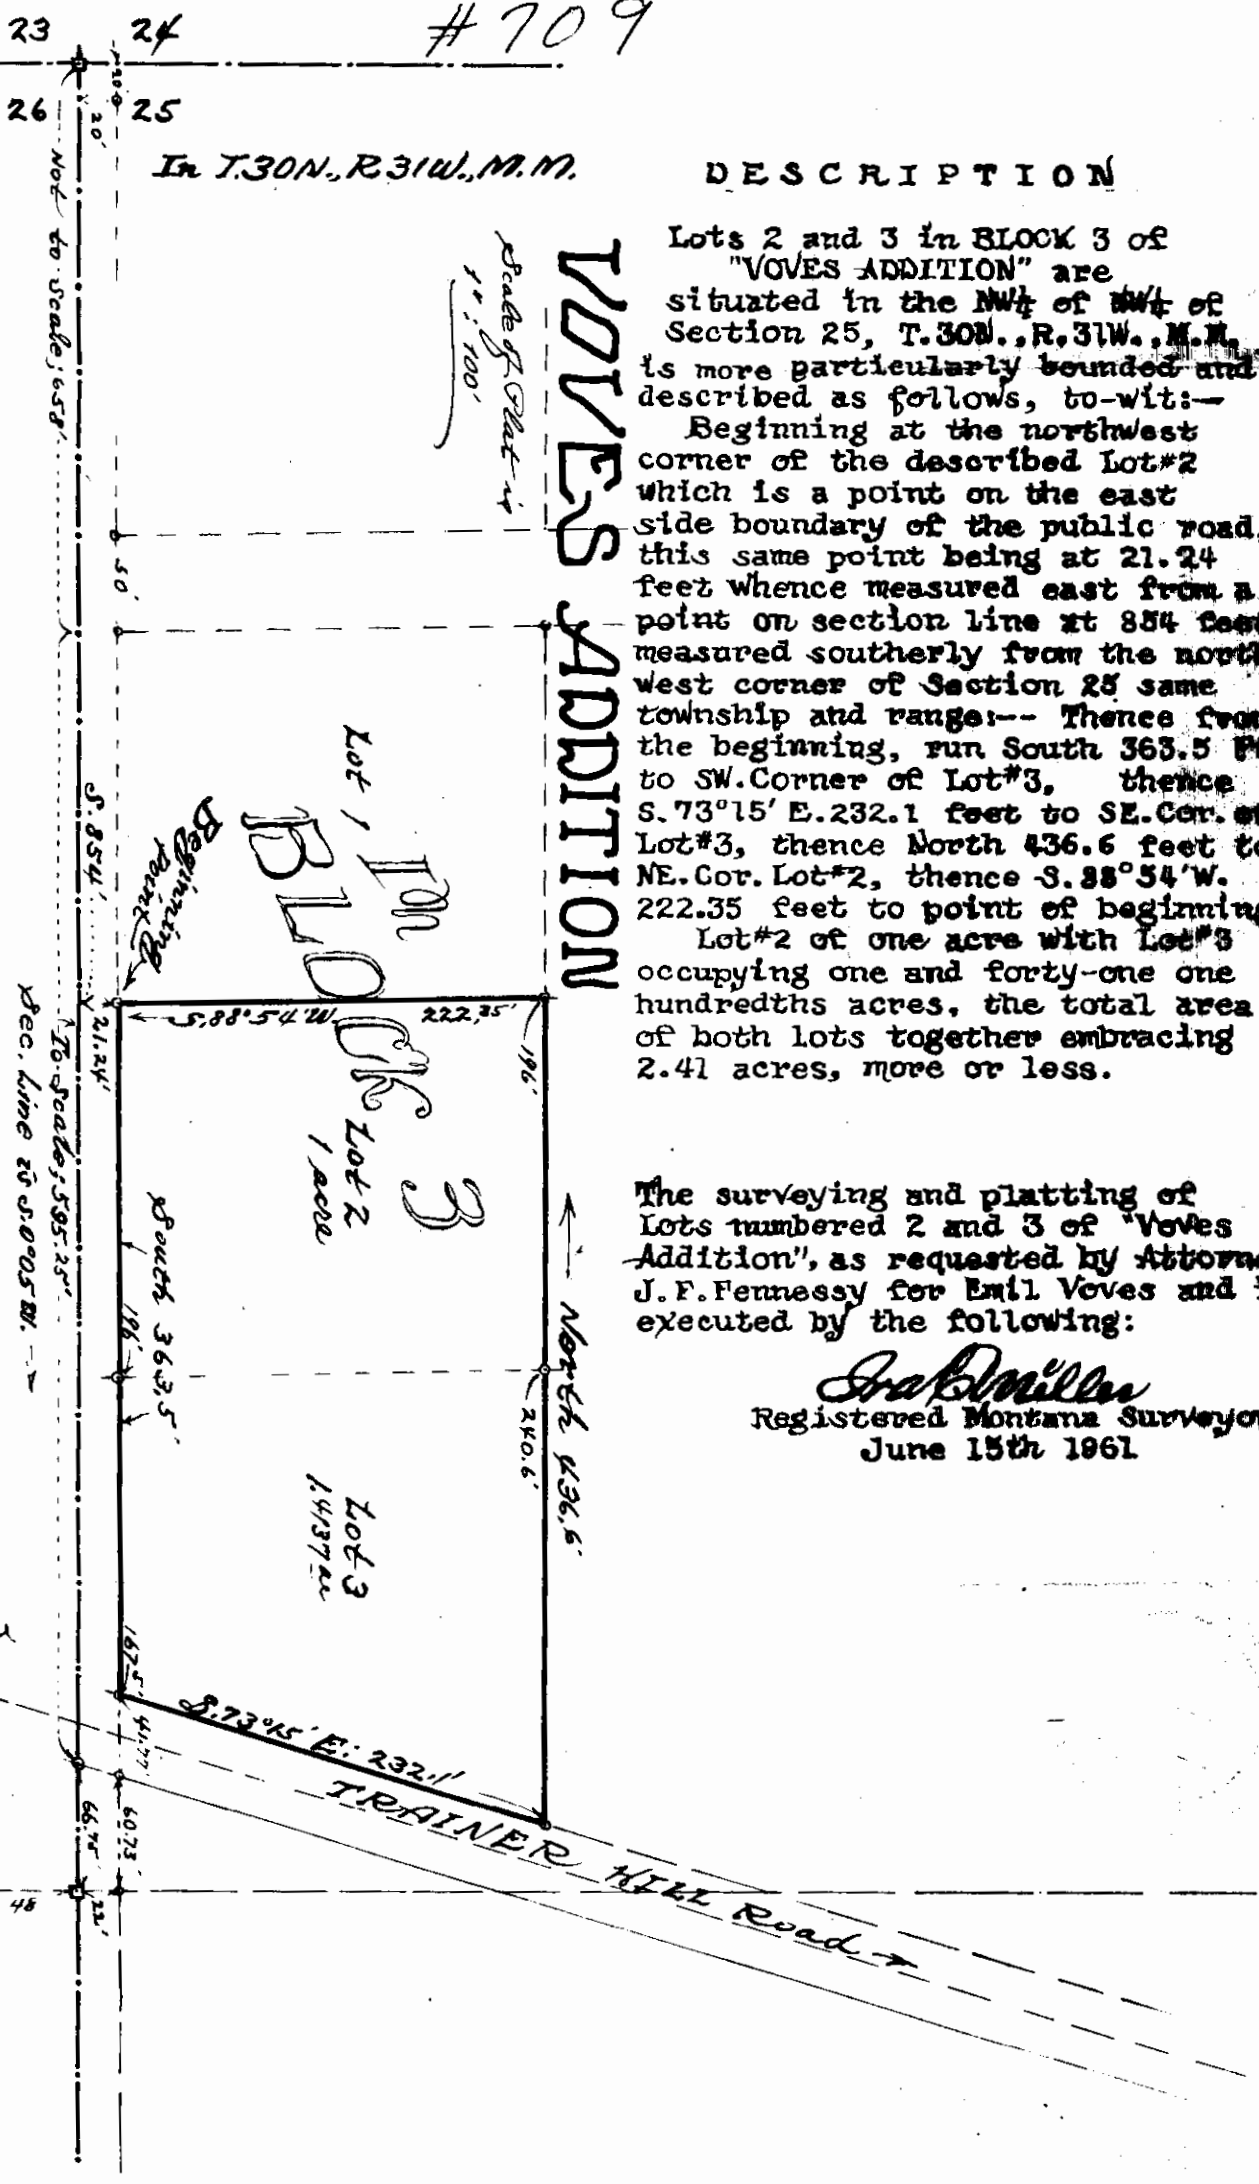 #709
23 24
26 25
20'
20'
In T.30N., R.31W., M.M.
Not to scale; 658'
Scale of Plat is
1" : 100'
VOVES ADDITION
50'
S. 854'
Lot 1, In
BLOCK 3
Beginning
Point
S.88°54'W. 222.35'
21.24'
196'
Lot 2
1 acre
To Scale; 595.25'
Sec. Line is S.0°05'W.
South 363.5'
196'
North 436.6'
240.6'
Lot 3
1.4137 ac
167.5'
41.77'
S.73°15' E. 232.1'
TRAINER HILL Road
60.73'
66.75'
22'
48
DESCRIPTION
Lots 2 and 3 in BLOCK 3 of
"VOVES ADDITION" are
situated in the NW¼ of NW¼ of
Section 25, T.30N.,R.31W.,M.M.
is more particularly bounded and
described as follows, to-wit:—
Beginning at the northwest
corner of the described Lot#2
which is a point on the east
side boundary of the public road,
this same point being at 21.24
feet whence measured east from a
point on section line at 854 feet
measured southerly from the north
west corner of Section 25 same
township and range:-- Thence from
the beginning, run South 363.5 F
to SW.Corner of Lot#3, thence
S.73°15' E.232.1 feet to SE.Cor. of
Lot#3, thence North 436.6 feet to
NE.Cor. Lot#2, thence S.88°54'W.
222.35 feet to point of beginning
Lot#2 of one acre with Lot#3
occupying one and forty-one one
hundredths acres, the total area
of both lots together embracing
2.41 acres, more or less.
The surveying and platting of
Lots numbered 2 and 3 of "Voves
Addition", as requested by Attorne
J.F.Fennessy for Emil Voves and
executed by the following:
Ira B Miller
Registered Montana Surveyo
June 15th 1961